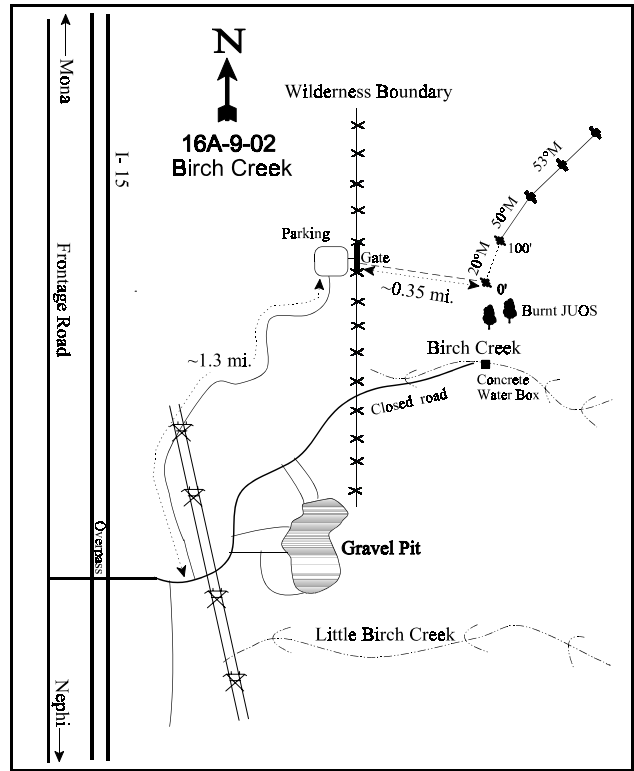 N
16A-9-02
Birch Creek
Mona
I-15
Frontage Road
Overpass
Nephi
Wilderness Boundary
Parking
Gate
~0.35 mi.
~1.3 mi.
53°M
50°M
20°M
100'
0'
Burnt JUOS
Birch Creek
Concrete
Water Box
Closed road
Gravel Pit
Little Birch Creek